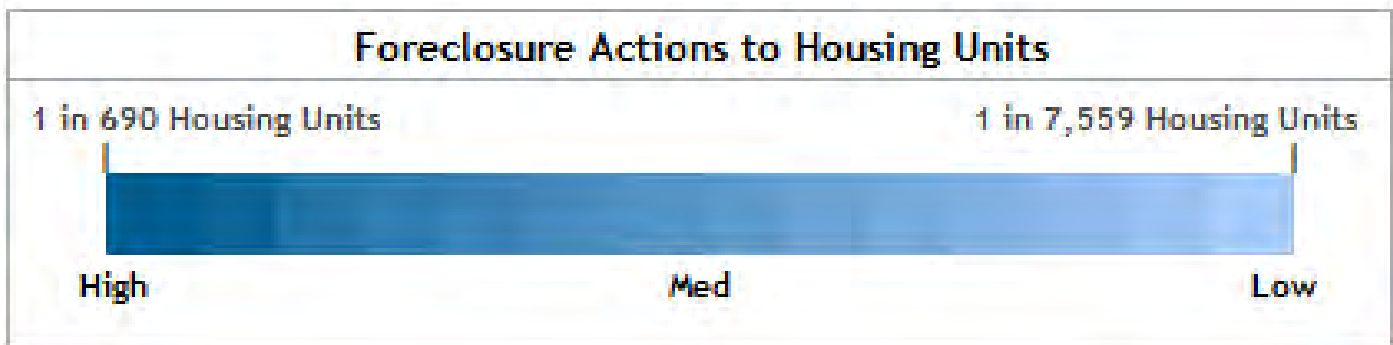 Foreclosure Actions to Housing Units
1 in 690 Housing Units 1 in 7,559 Housing Units
High Med Low